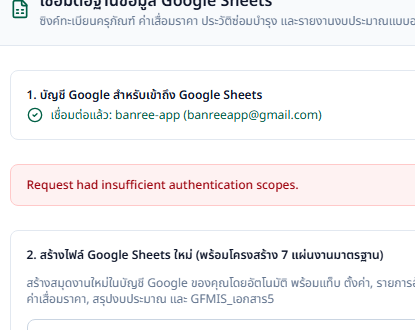 เชื่อมต่อฐานข้อมูล Google Sheets
ซิงค์ทะเบียนครุภัณฑ์ ค่าเสื่อมราคา ประวัติซ่อมบำรุง และรายงานงบประมาณแบบอ
1. บัญชี Google สำหรับเข้าถึง Google Sheets
เชื่อมต่อแล้ว: banree-app (banreeapp@gmail.com)
Request had insufficient authentication scopes.
2. สร้างไฟล์ Google Sheets ใหม่ (พร้อมโครงสร้าง 7 แผ่นงานมาตรฐาน)
สร้างสมุดงานใหม่ในบัญชี Google ของคุณโดยอัตโนมัติ พร้อมแท็บ ตั้งค่า, รายการ
ค่าเสื่อมราคา, สรุปงบประมาณ และ GFMIS_เอกสาร5